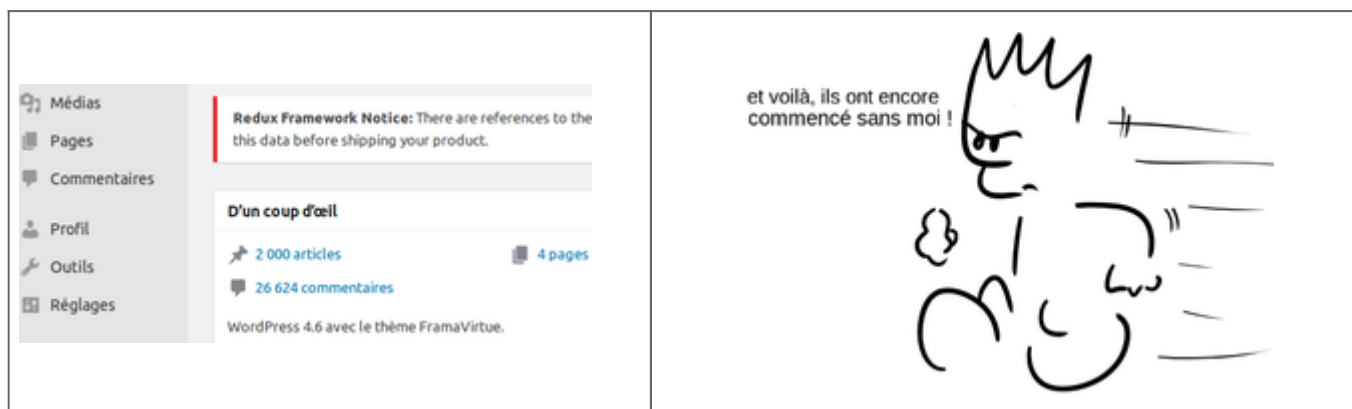 Médias
Pages
Commentaires
Profil
Outils
Réglages
Redux Framework Notice: There are references to the
this data before shipping your product.
D'un coup d'œil
2 000 articles
4 pages
26 624 commentaires
WordPress 4.6 avec le thème FramaVirtue.
et voilà, ils ont encore
commencé sans moi !